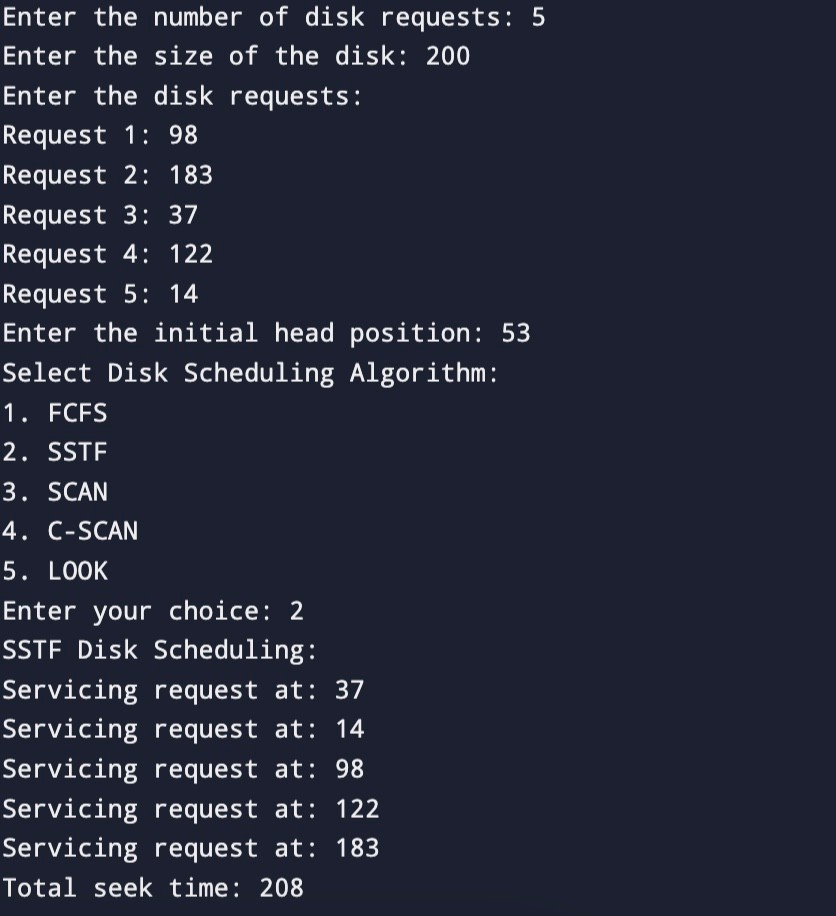 Enter the number of disk requests: 5
Enter the size of the disk: 200
Enter the disk requests:
Request 1: 98
Request 2: 183
Request 3: 37
Request 4: 122
Request 5: 14
Enter the initial head position: 53
Select Disk Scheduling Algorithm:
1. FCFS
2. SSTF
3. SCAN
4. C-SCAN
5. LOOK
Enter your choice: 2
SSTF Disk Scheduling:
Servicing request at: 37
Servicing request at: 14
Servicing request at: 98
Servicing request at: 122
Servicing request at: 183
Total seek time: 208